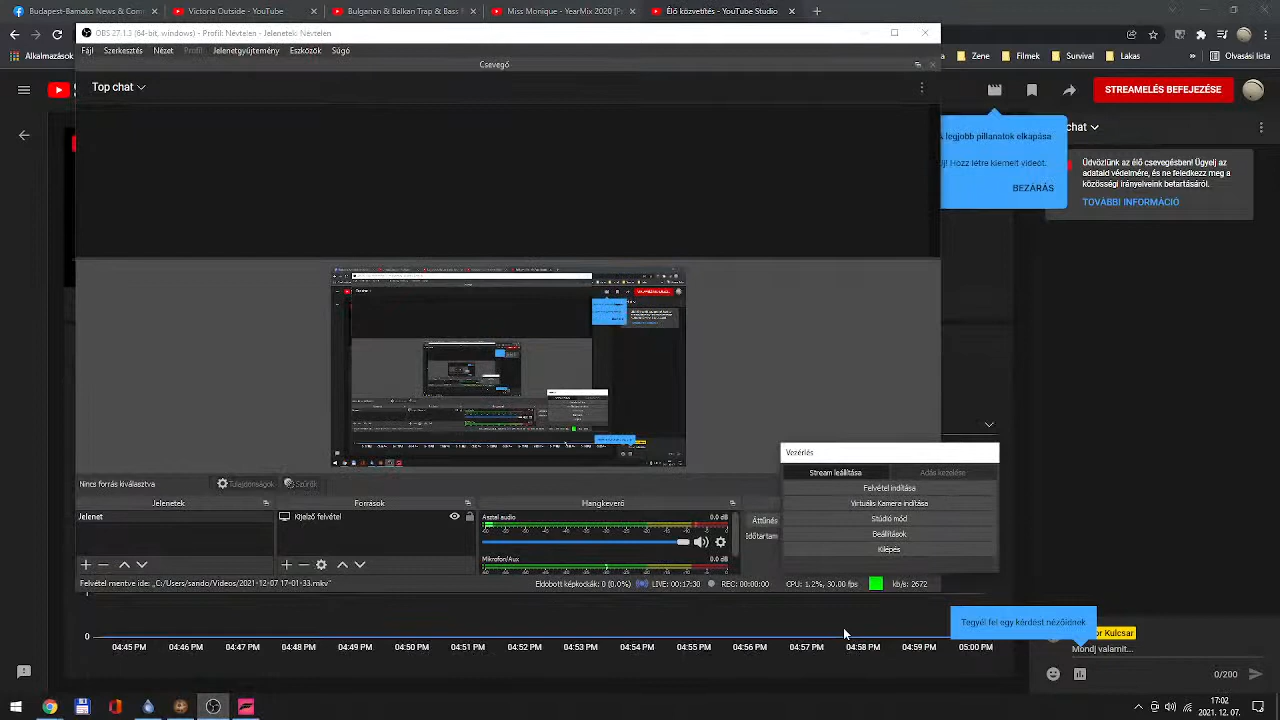 Budapest-Bamako News & Com
Victoria Outside - YouTube
Bulgarian & Balkan Trap & Bass
Miss Monique - YearMix 2020 [P
Élő közvetítés - YouTube Studio
OBS 27.1.3 (64-bit, windows) - Profil: Névtelen - Jelenetek: Névtelen
Fájl Szerkesztés Nézet Profil Jelenetgyűjtemény Eszközök Súgó
Alkalmazások
Zene
Filmek
Survival
Lakas
Csevegő
Top chat
STREAMELÉS BEFEJEZÉSE
chat
legjobb pillanatok elkapása
Hozz létre kiemelt videót.
BEZÁRÁS
Üdvözünk az élő csevegésben! Ügyelj az
adataid védelmére, és ne feledkezz meg a
közösségi irányelveink betartásáról.
TOVÁBBI INFORMÁCIÓ
Vezérlés
Stream leállítása
Adás kezelése
Felvétel indítása
Virtuális Kamera indítása
Stúdió mód
Beállítások
Kilépés
Nincs forrás kiválasztva
Tulajdonságok
Szűrők
Jelenetek
Források
Hangkeverő
Jelenet
Kijelző felvétel
Asztal audio 0.0 dB
Mikrofon/Aux 0.0 dB
Áttűnés
Időtartam
Felvétel mentve ide: „C:/Users/sando/Videos/2021-12-07 17-01-33.mkv”
Eldobott képkockák: 0 (0.0%)
LIVE: 00:17:30
REC: 00:00:00
CPU: 1.2%, 30.00 fps
kb/s: 2672
0
04:45 PM 04:46 PM 04:47 PM 04:48 PM 04:49 PM 04:50 PM 04:51 PM 04:52 PM 04:53 PM 04:54 PM 04:55 PM 04:56 PM 04:57 PM 04:58 PM 04:59 PM 05:00 PM
Tegyél fel egy kérdést nézőidnek
or Kulcsar
Mondj valamit...
0/200
17:02
2021. 12. 07.